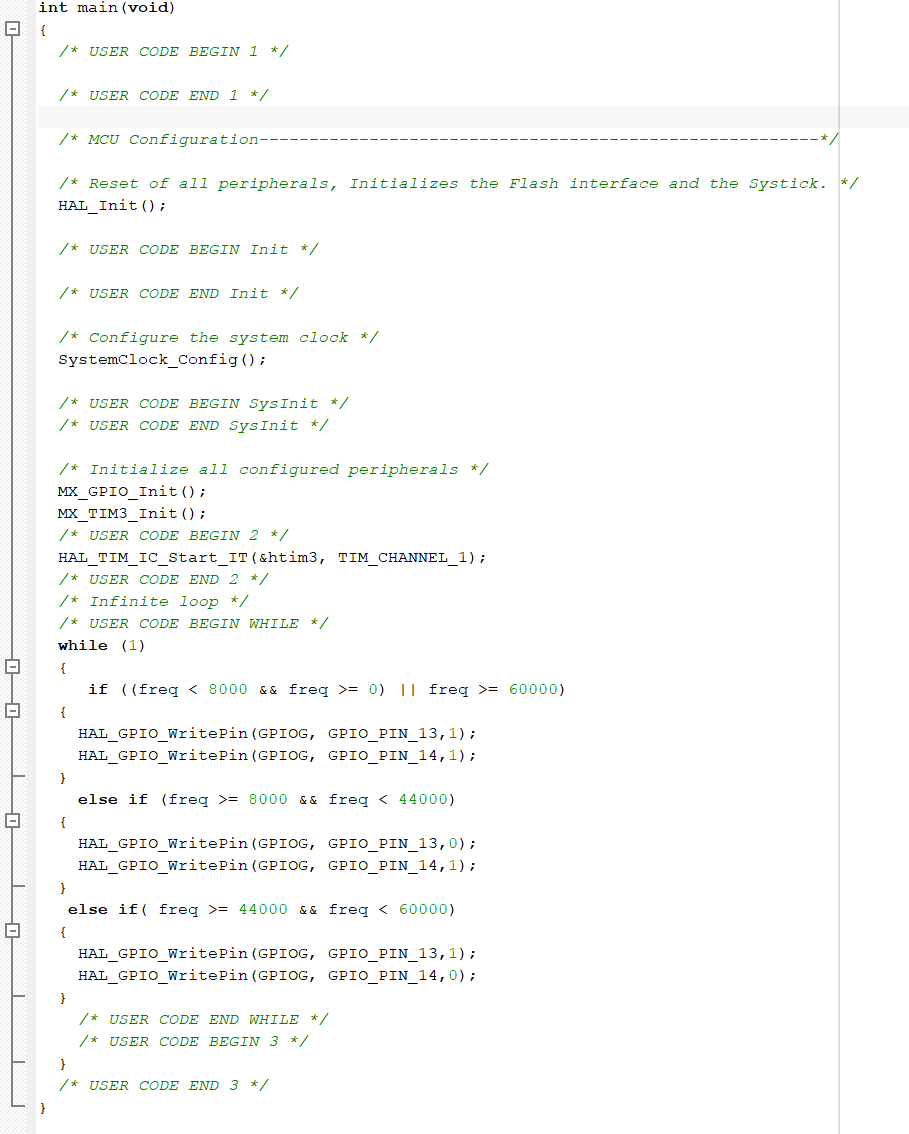 int main(void)
{
/* USER CODE BEGIN 1 */
/* USER CODE END 1 */
/* MCU Configuration--------------------------------------------------------*/
/* Reset of all peripherals, Initializes the Flash interface and the Systick. */
HAL_Init();
/* USER CODE BEGIN Init */
/* USER CODE END Init */
/* Configure the system clock */
SystemClock_Config();
/* USER CODE BEGIN SysInit */
/* USER CODE END SysInit */
/* Initialize all configured peripherals */
MX_GPIO_Init();
MX_TIM3_Init();
/* USER CODE BEGIN 2 */
HAL_TIM_IC_Start_IT(&htim3, TIM_CHANNEL_1);
/* USER CODE END 2 */
/* Infinite loop */
/* USER CODE BEGIN WHILE */
while (1)
{
if ((freq < 8000 && freq >= 0) || freq >= 60000)
{
HAL_GPIO_WritePin(GPIOG, GPIO_PIN_13,1);
HAL_GPIO_WritePin(GPIOG, GPIO_PIN_14,1);
}
else if (freq >= 8000 && freq < 44000)
{
HAL_GPIO_WritePin(GPIOG, GPIO_PIN_13,0);
HAL_GPIO_WritePin(GPIOG, GPIO_PIN_14,1);
}
else if( freq >= 44000 && freq < 60000)
{
HAL_GPIO_WritePin(GPIOG, GPIO_PIN_13,1);
HAL_GPIO_WritePin(GPIOG, GPIO_PIN_14,0);
}
/* USER CODE END WHILE */
/* USER CODE BEGIN 3 */
}
/* USER CODE END 3 */
}